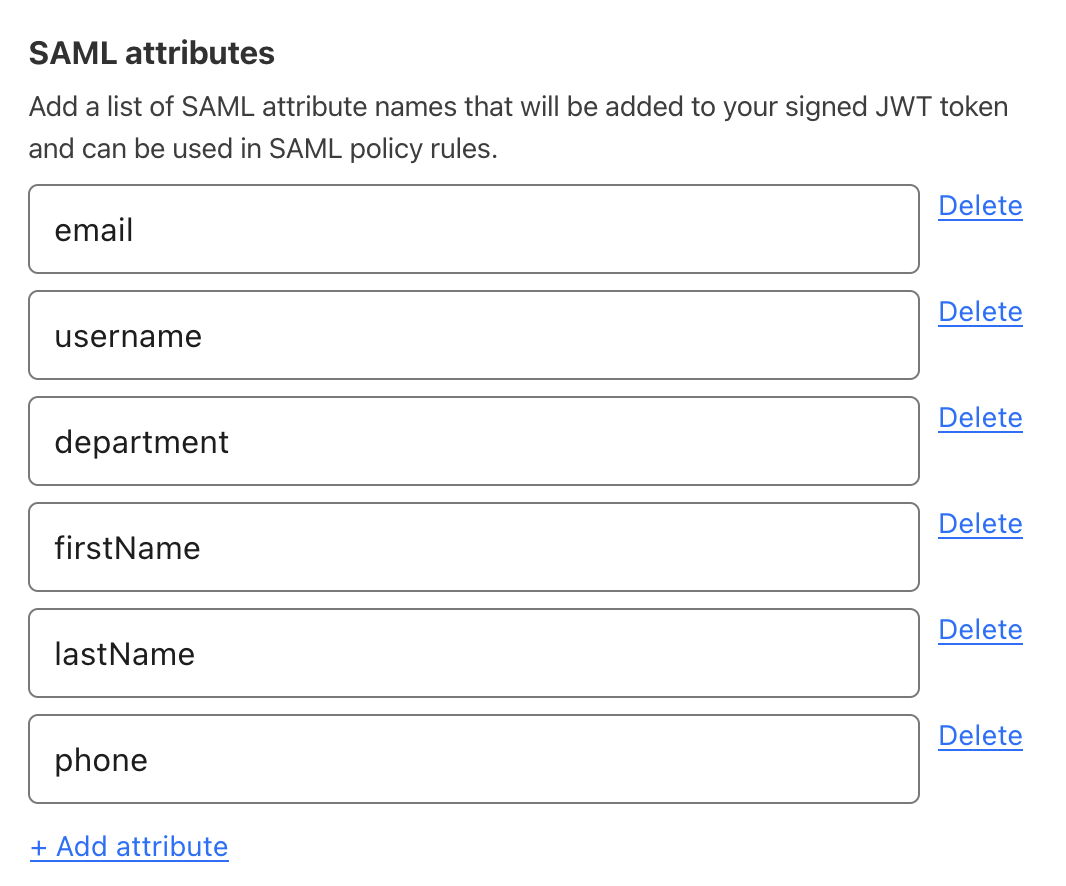 SAML attributes
Add a list of SAML attribute names that will be added to your signed JWT token
and can be used in SAML policy rules.
email
Delete
username
Delete
department
Delete
firstName
Delete
lastName
Delete
phone
Delete
+ Add attribute